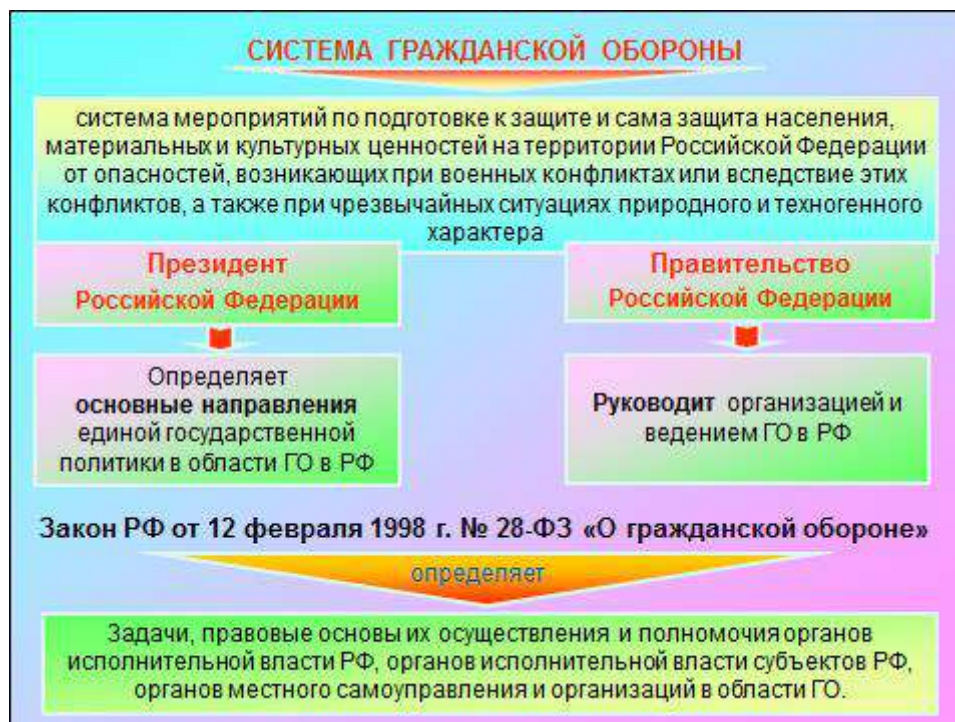 СИСТЕМА ГРАЖДАНСКОЙ ОБОРОНЫ
система мероприятий по подготовке к защите и сама защита населения,
материальных и культурных ценностей на территории Российской Федерации
от опасностей, возникающих при военных конфликтах или вследствие этих
конфликтов, а также при чрезвычайных ситуациях природного и техногенного
характера
Президент
Российской Федерации
Определяет
основные направления
единой государственной
политики в области ГО в РФ
Правительство
Российской Федерации
Руководит организацией и
ведением ГО в РФ
Закон РФ от 12 февраля 1998 г. № 28-ФЗ «О гражданской обороне»
определяет
Задачи, правовые основы их осуществления и полномочия органов
исполнительной власти РФ, органов исполнительной власти субъектов РФ,
органов местного самоуправления и организаций в области ГО.